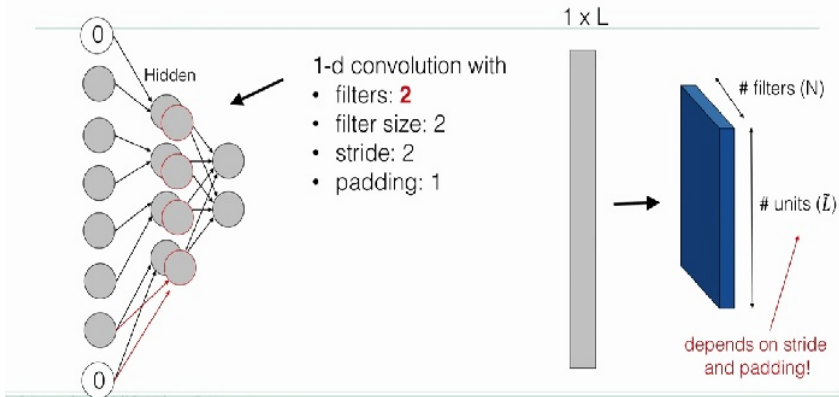 0
Hidden
0
1-d convolution with
• filters: 2
• filter size: 2
• stride: 2
• padding: 1
1 x L
# filters (N)
# units (L̃)
depends on stride
and padding!